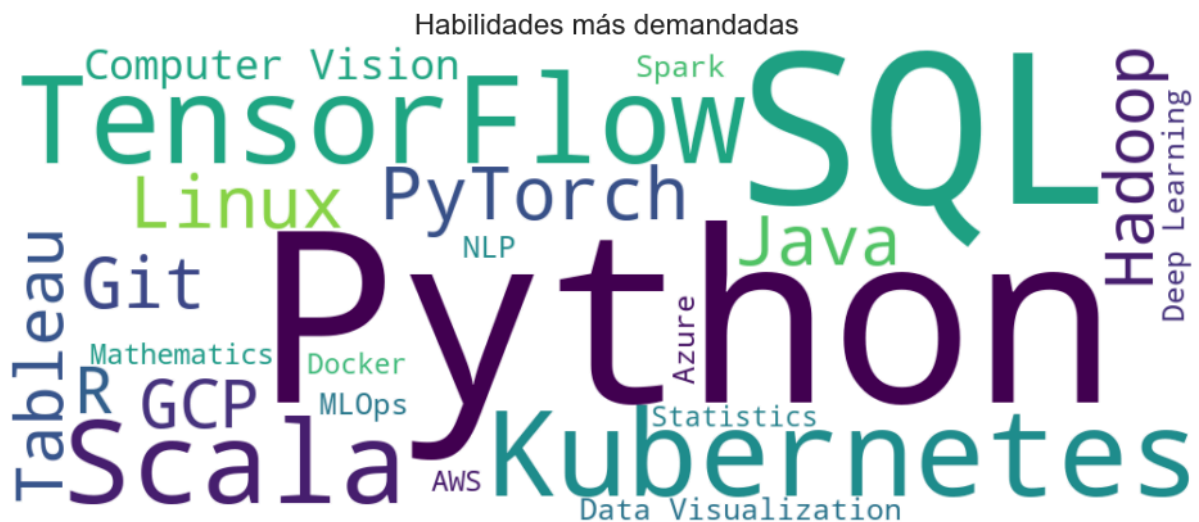 Habilidades más demandadas
Computer Vision
Spark
TensorFlow
SQL
Hadoop
Deep Learning
Linux
PyTorch
Java
NLP
Tableau
Git
Python
Azure
Mathematics
Docker
R
GCP
MLOps
Statistics
Scala
Kubernetes
AWS
Data Visualization